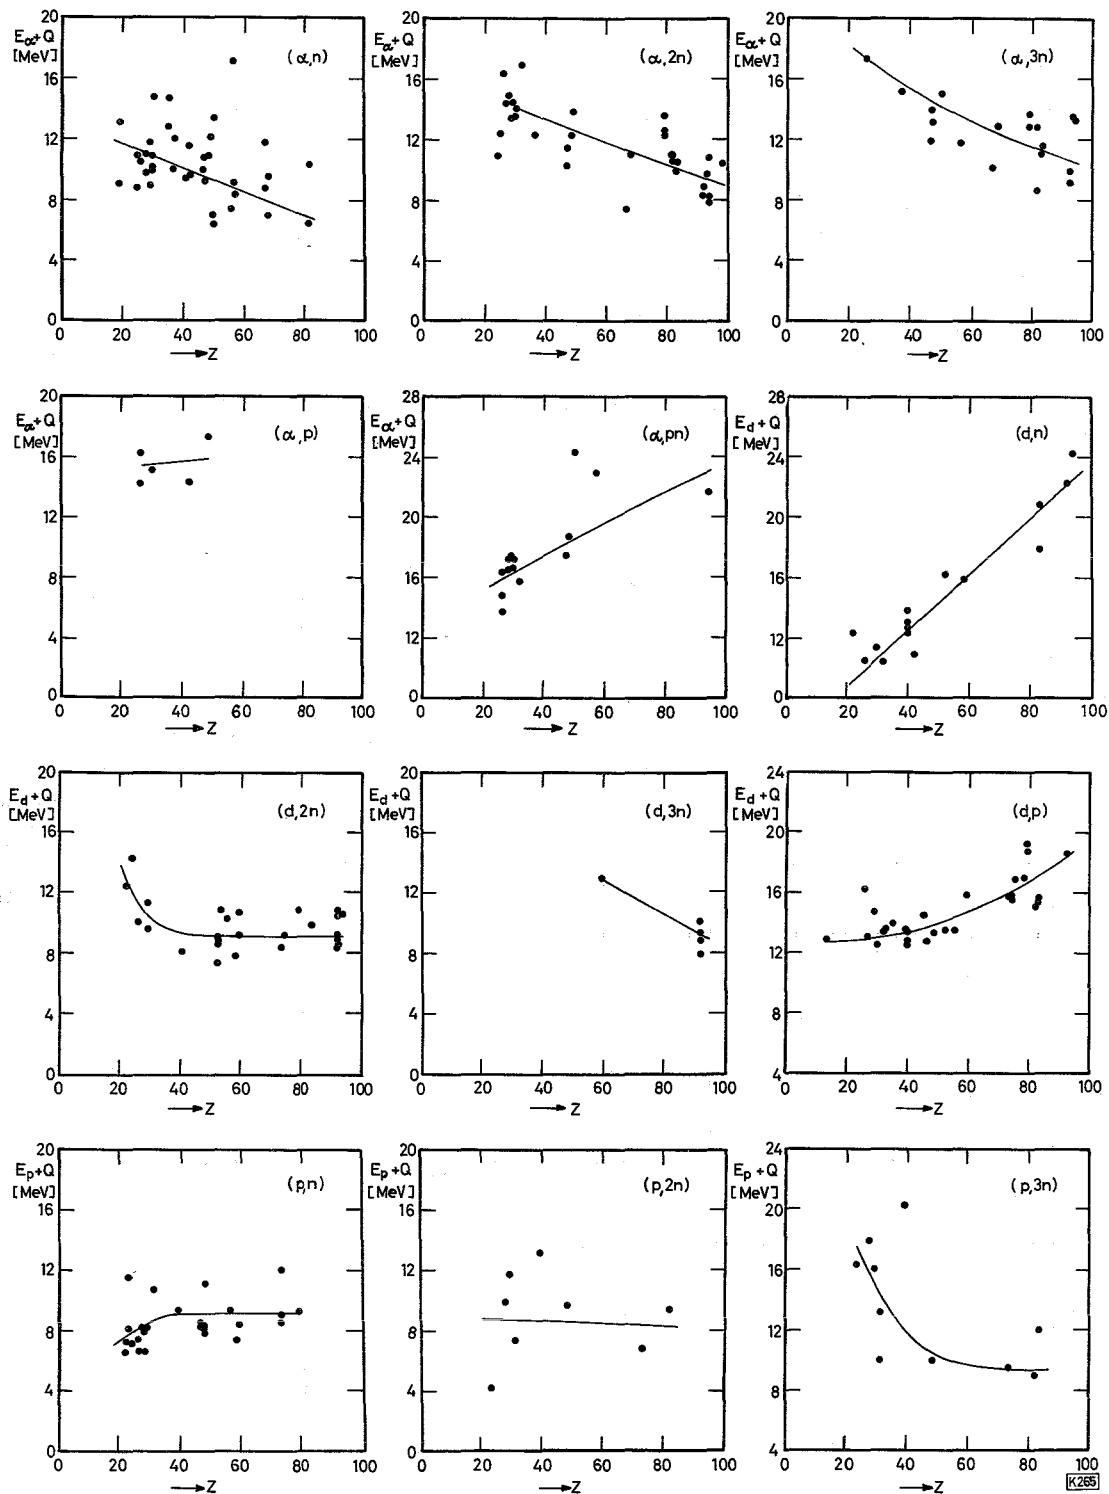 20 Eα+Q [MeV] 16 12 8 4 0 (α,n)
0 20 40 60 80 100
→Z
20 Eα+Q [MeV] 16 12 8 4 0 (α,2n)
0 20 40 60 80 100
→Z
20 Eα+Q [MeV] 16 12 8 4 0 (α,3n)
0 20 40 60 80 100
→Z
20 Eα+Q [MeV] 16 12 8 4 0 (α,p)
0 20 40 60 80 100
→Z
28 Eα+Q [MeV] 24 20 16 12 0 (α,pn)
0 20 40 60 80 100
→Z
28 Ed+Q [MeV] 24 20 16 12 0 (d,n)
0 20 40 60 80 100
→Z
20 Ed+Q [MeV] 16 12 8 4 0 (d,2n)
0 20 40 60 80 100
→Z
20 Ed+Q [MeV] 16 12 8 4 0 (d,3n)
0 20 40 60 80 100
→Z
24 Ed+Q [MeV] 20 16 12 8 4 (d,p)
0 20 40 60 80 100
→Z
20 Ep+Q [MeV] 16 12 8 4 0 (p,n)
0 20 40 60 80 100
→Z
20 Ep+Q [MeV] 16 12 8 4 0 (p,2n)
0 20 40 60 80 100
→Z
24 Ep+Q [MeV] 20 16 12 8 4 (p,3n)
0 20 40 60 80 100
→Z
K265